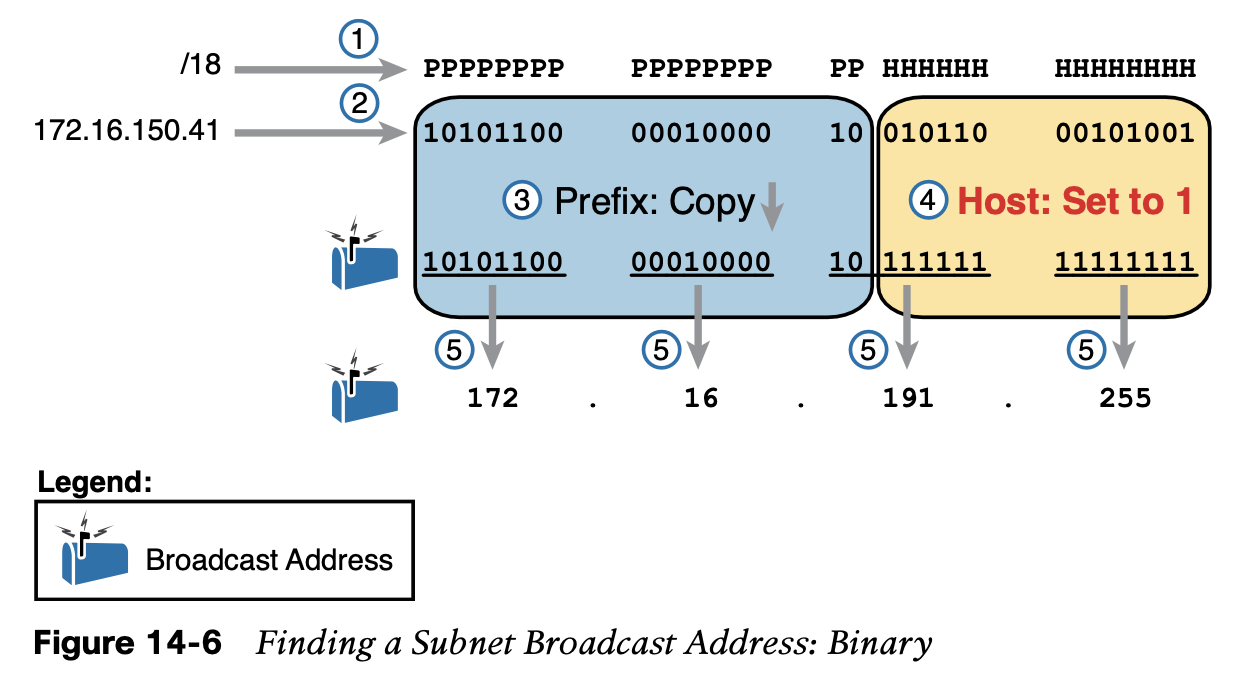 ① 
/18 PPPPPPPP PPPPPPPP PP HHHHHH HHHHHHHH
②
172.16.150.41 10101100 00010000 10 010110 00101001
③ Prefix: Copy ④ Host: Set to 1
10101100 00010000 10 111111 11111111
⑤ ⑤ ⑤ ⑤
172 . 16 . 191 . 255
Legend:
Broadcast Address
Figure 14-6 Finding a Subnet Broadcast Address: Binary